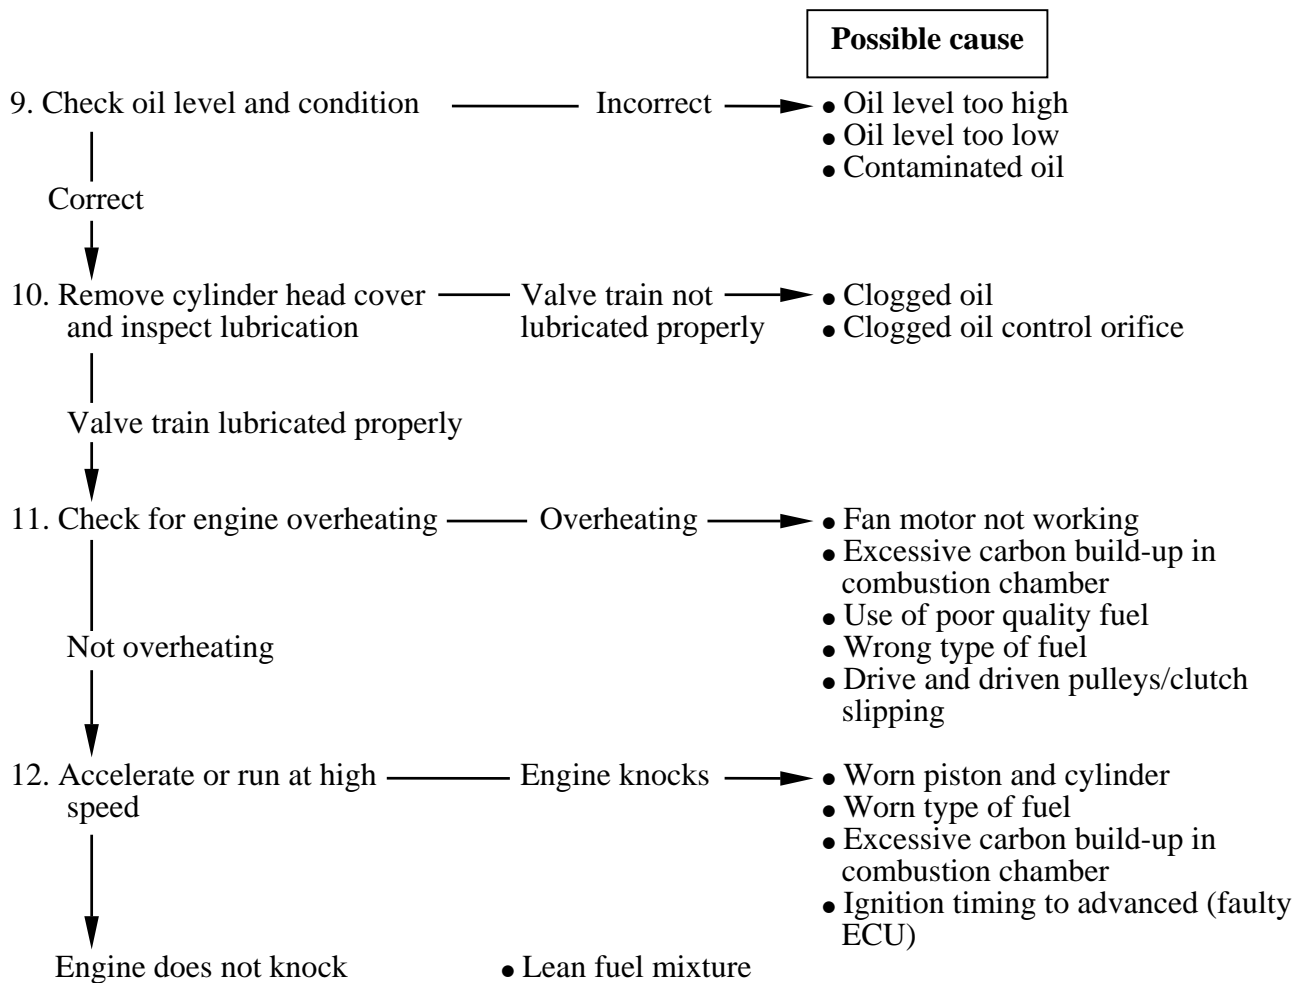 Possible cause
9. Check oil level and condition Incorrect • Oil level too high
• Oil level too low
• Contaminated oil
Correct
10. Remove cylinder head cover Valve train not • Clogged oil
and inspect lubrication lubricated properly • Clogged oil control orifice
Valve train lubricated properly
11. Check for engine overheating Overheating • Fan motor not working
• Excessive carbon build-up in
combustion chamber
• Use of poor quality fuel
Not overheating • Wrong type of fuel
• Drive and driven pulleys/clutch
slipping
12. Accelerate or run at high Engine knocks • Worn piston and cylinder
speed • Worn type of fuel
• Excessive carbon build-up in
combustion chamber
• Ignition timing to advanced (faulty
ECU)
Engine does not knock • Lean fuel mixture